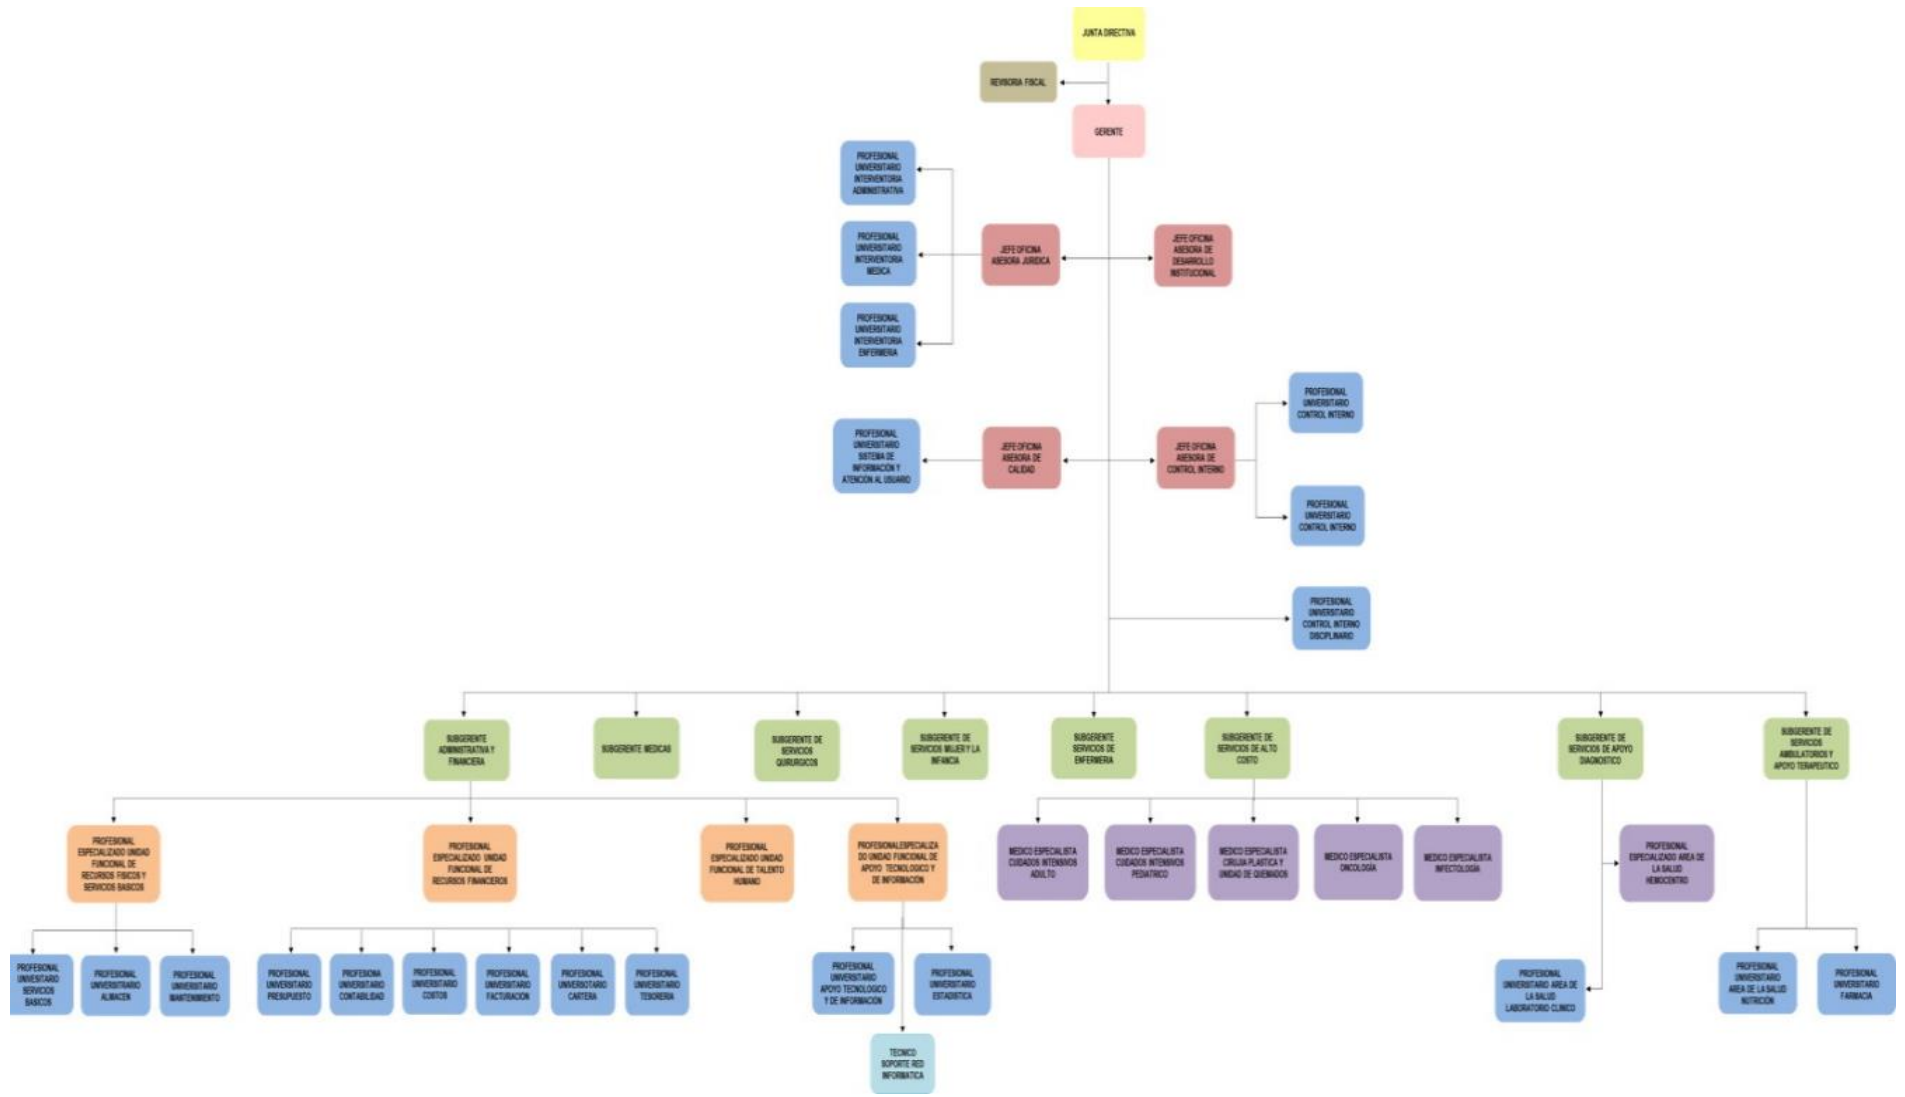 JUNTA DIRECTIVA
REVISORIA FISCAL
GERENTE
PROFESIONAL
UNIVERSITARIO
INTERVENTORIA
ADMINISTRATIVA
PROFESIONAL
UNIVERSITARIO
INTERVENTORIA
MEDICA
JEFE OFICINA
ASESORA JURIDICA
JEFE OFICINA
ASESORA DE
DESARROLLO
INSTITUCIONAL
PROFESIONAL
UNIVERSITARIO
INTERVENTORIA
ENFERMERIA
PROFESIONAL
UNIVERSITARIO
CONTROL INTERNO
PROFESIONAL
UNIVERSITARIO
SISTEMA DE
INFORMACIÓN Y
ATENCION AL USUARIO
JEFE OFICINA
ASESORA DE
CALIDAD
JEFE OFICINA
ASESORA DE
CONTROL INTERNO
PROFESIONAL
UNIVERSITARIO
CONTROL INTERNO
PROFESIONAL
UNIVERSITARIO
CONTROL INTERNO
DISCIPLINARIO
SUBGERENTE
ADMINISTRATIVA Y
FINANCIERA
SUBGERENTE MEDICAS
SUBGERENTE DE
SERVICIOS
QUIRURGICOS
SUBGERENTE DE
SERVICIOS MUJER Y LA
INFANCIA
SUBGERENTE
SERVICIOS DE
ENFERMERIA
SUBGERENTE DE
SERVICIOS DE ALTO
COSTO
SUBGERENTE DE
SERVICIOS DE APOYO
DIAGNOSTICO
SUBGERENTE DE
SERVICIOS
AMBULATORIOS Y
APOYO TERAPEUTICO
PROFESIONAL
ESPECIALIZADO UNIDAD
FUNCIONAL DE
RECURSOS FISICOS Y
SERVICIOS BASICOS
PROFESIONAL
ESPECIALIZADO UNIDAD
FUNCIONAL DE
RECURSOS FINANCIEROS
PROFESIONAL
ESPECIALIZADO UNIDAD
FUNCIONAL DE TALENTO
HUMANO
PROFESIONALESPECIALIZA
DO UNIDAD FUNCIONAL DE
APOYO TECNOLOGICO Y
DE INFORMACIÓN
MEDICO ESPECIALISTA
CUIDADOS INTENSIVOS
ADULTO
MEDICO ESPECIALISTA
CUIDADOS INTENSIVOS
PEDIATRICO
MEDICO ESPECIALISTA
CIRUJIA PLASTICA Y
UNIDAD DE QUEMADOS
MEDICO ESPECIALISTA
ONCOLOGÍA
MEDICO ESPECIALISTA
INFECTOLOGÍA
PROFESIONAL
ESPECIALIZADO AREA DE
LA SALUD
HEMOCENTRO
PROFESIONAL
UNIVESITARIO
SERVICIOS
BASICOS
PROFESIONAL
UNIVERSITRARIO
ALMACEN
PROFESIONAL
UNIVERSITARIO
MANTENIMIENTO
PROFESIONAL
UNIVERSITARIO
PRESUPUESTO
PROFESIONA
UNIVERSITARIO
CONTABILIDAD
PROFESIONAL
UNIVERSITARIO
COSTOS
PROFESIONAL
UNIVERSITARIO
FACTURACION
PROFESIONAL
UNIVERSOTARIO
CARTERA
PROFESIONAL
UNIVERSITARIO
TESORERIA
PROFESIONAL
UNIVERSITARIO
APOYO TECNOLOGICO
Y DE INFORMACIÓN
PROFESIONAL
UNIVERSITARIO
ESTADISTICA
PROFESIONAL
UNIVERSITARIO AREA DE
LA SALUD
LABORATORIO CLINICO
PROFESIONAL
UNIVERSITARIO
AREA DE LA SALUD
NUTRICIÓN
PROFESIONAL
UNIVERSITARIO
FARMACIA
TECNICO
SOPORTE RED
INFORMATICA